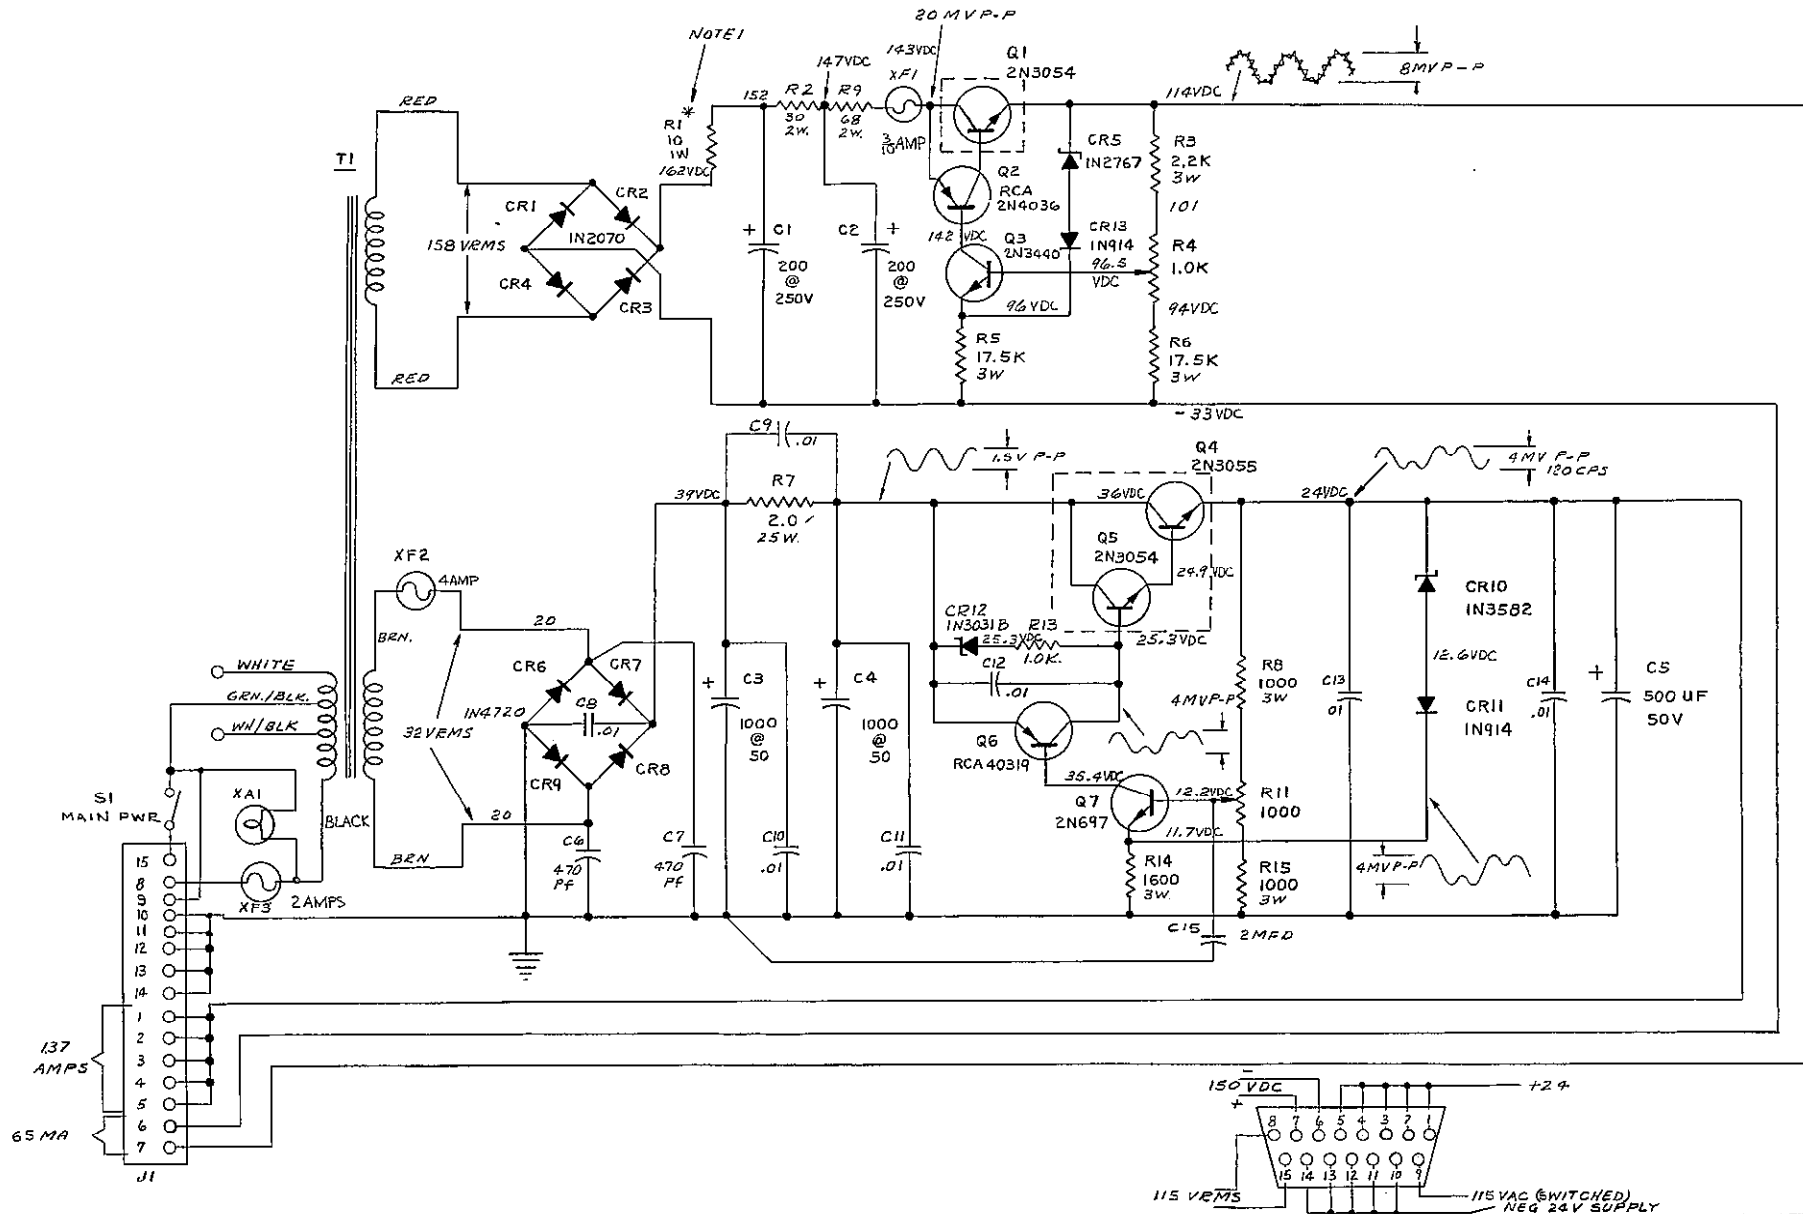 20 MV P-P
NOTE 1
147VDC
143VDC
XF1
3/10 AMP
Q1
2N3054
114VDC
8MV P-P
RED
T1
R1
10
1W
*
162VDC
152
R2
30
2W.
R9
68
2W.
158 VRMS
CR1
CR2
1N2070
CR4
CR3
+ C1
200
@
250V
C2 +
200
@
250V
Q2
RCA
2N4036
142 VDC
Q3
2N3440
CR5
1N2767
CR13
1N914
96.5
VDC
96 VDC
R3
2.2K
3W
101
R4
1.0K
94VDC
R5
17.5K
3W
R6
17.5K
3W
RED
- 33 VDC
C9
.01
39VDC
R7
2.0
25 W.
1.5V P-P
Q4
2N3055
36VDC
Q5
2N3054
24.9 VDC
25.3VDC
24VDC
4MV P-P
120 CPS
XF2
4AMP
BRN.
20
CR12
1N3031B
25.3VDC
R13
1.0K.
C12
.01
CR6
CR7
1N4720
C8
.01
CR9
CR8
32 VRMS
20
BRN
+ C3
1000
@
50
+ C4
1000
@
50
Q6
RCA 40319
35.4VDC
4MVP-P
Q7
2N697
12.2VDC
11.7VDC
R8
1000
3W
R11
1000
R14
1600
3W.
R15
1000
3W
C13
01
CR10
1N3582
12.6VDC
CR11
1N914
4MVP-P
C14
.01
+ C5
500 UF
50V
WHITE
GRN./BLK.
WH/BLK
S1
MAIN PWR
XA1
BLACK
XF3
2 AMPS
C6
470
Pf
C7
470
Pf
C10
.01
C11
.01
C15
2 MFD
15
8
9
10
11
12
13
14
1
2
3
4
5
6
7
J1
1.37
AMPS
65 MA
-
150 VDC
+
+24
8 7 6 5 4 3 2 1
15 14 13 12 11 10 9
115 VRMS
115 VAC (SWITCHED)
NEG 24V SUPPLY